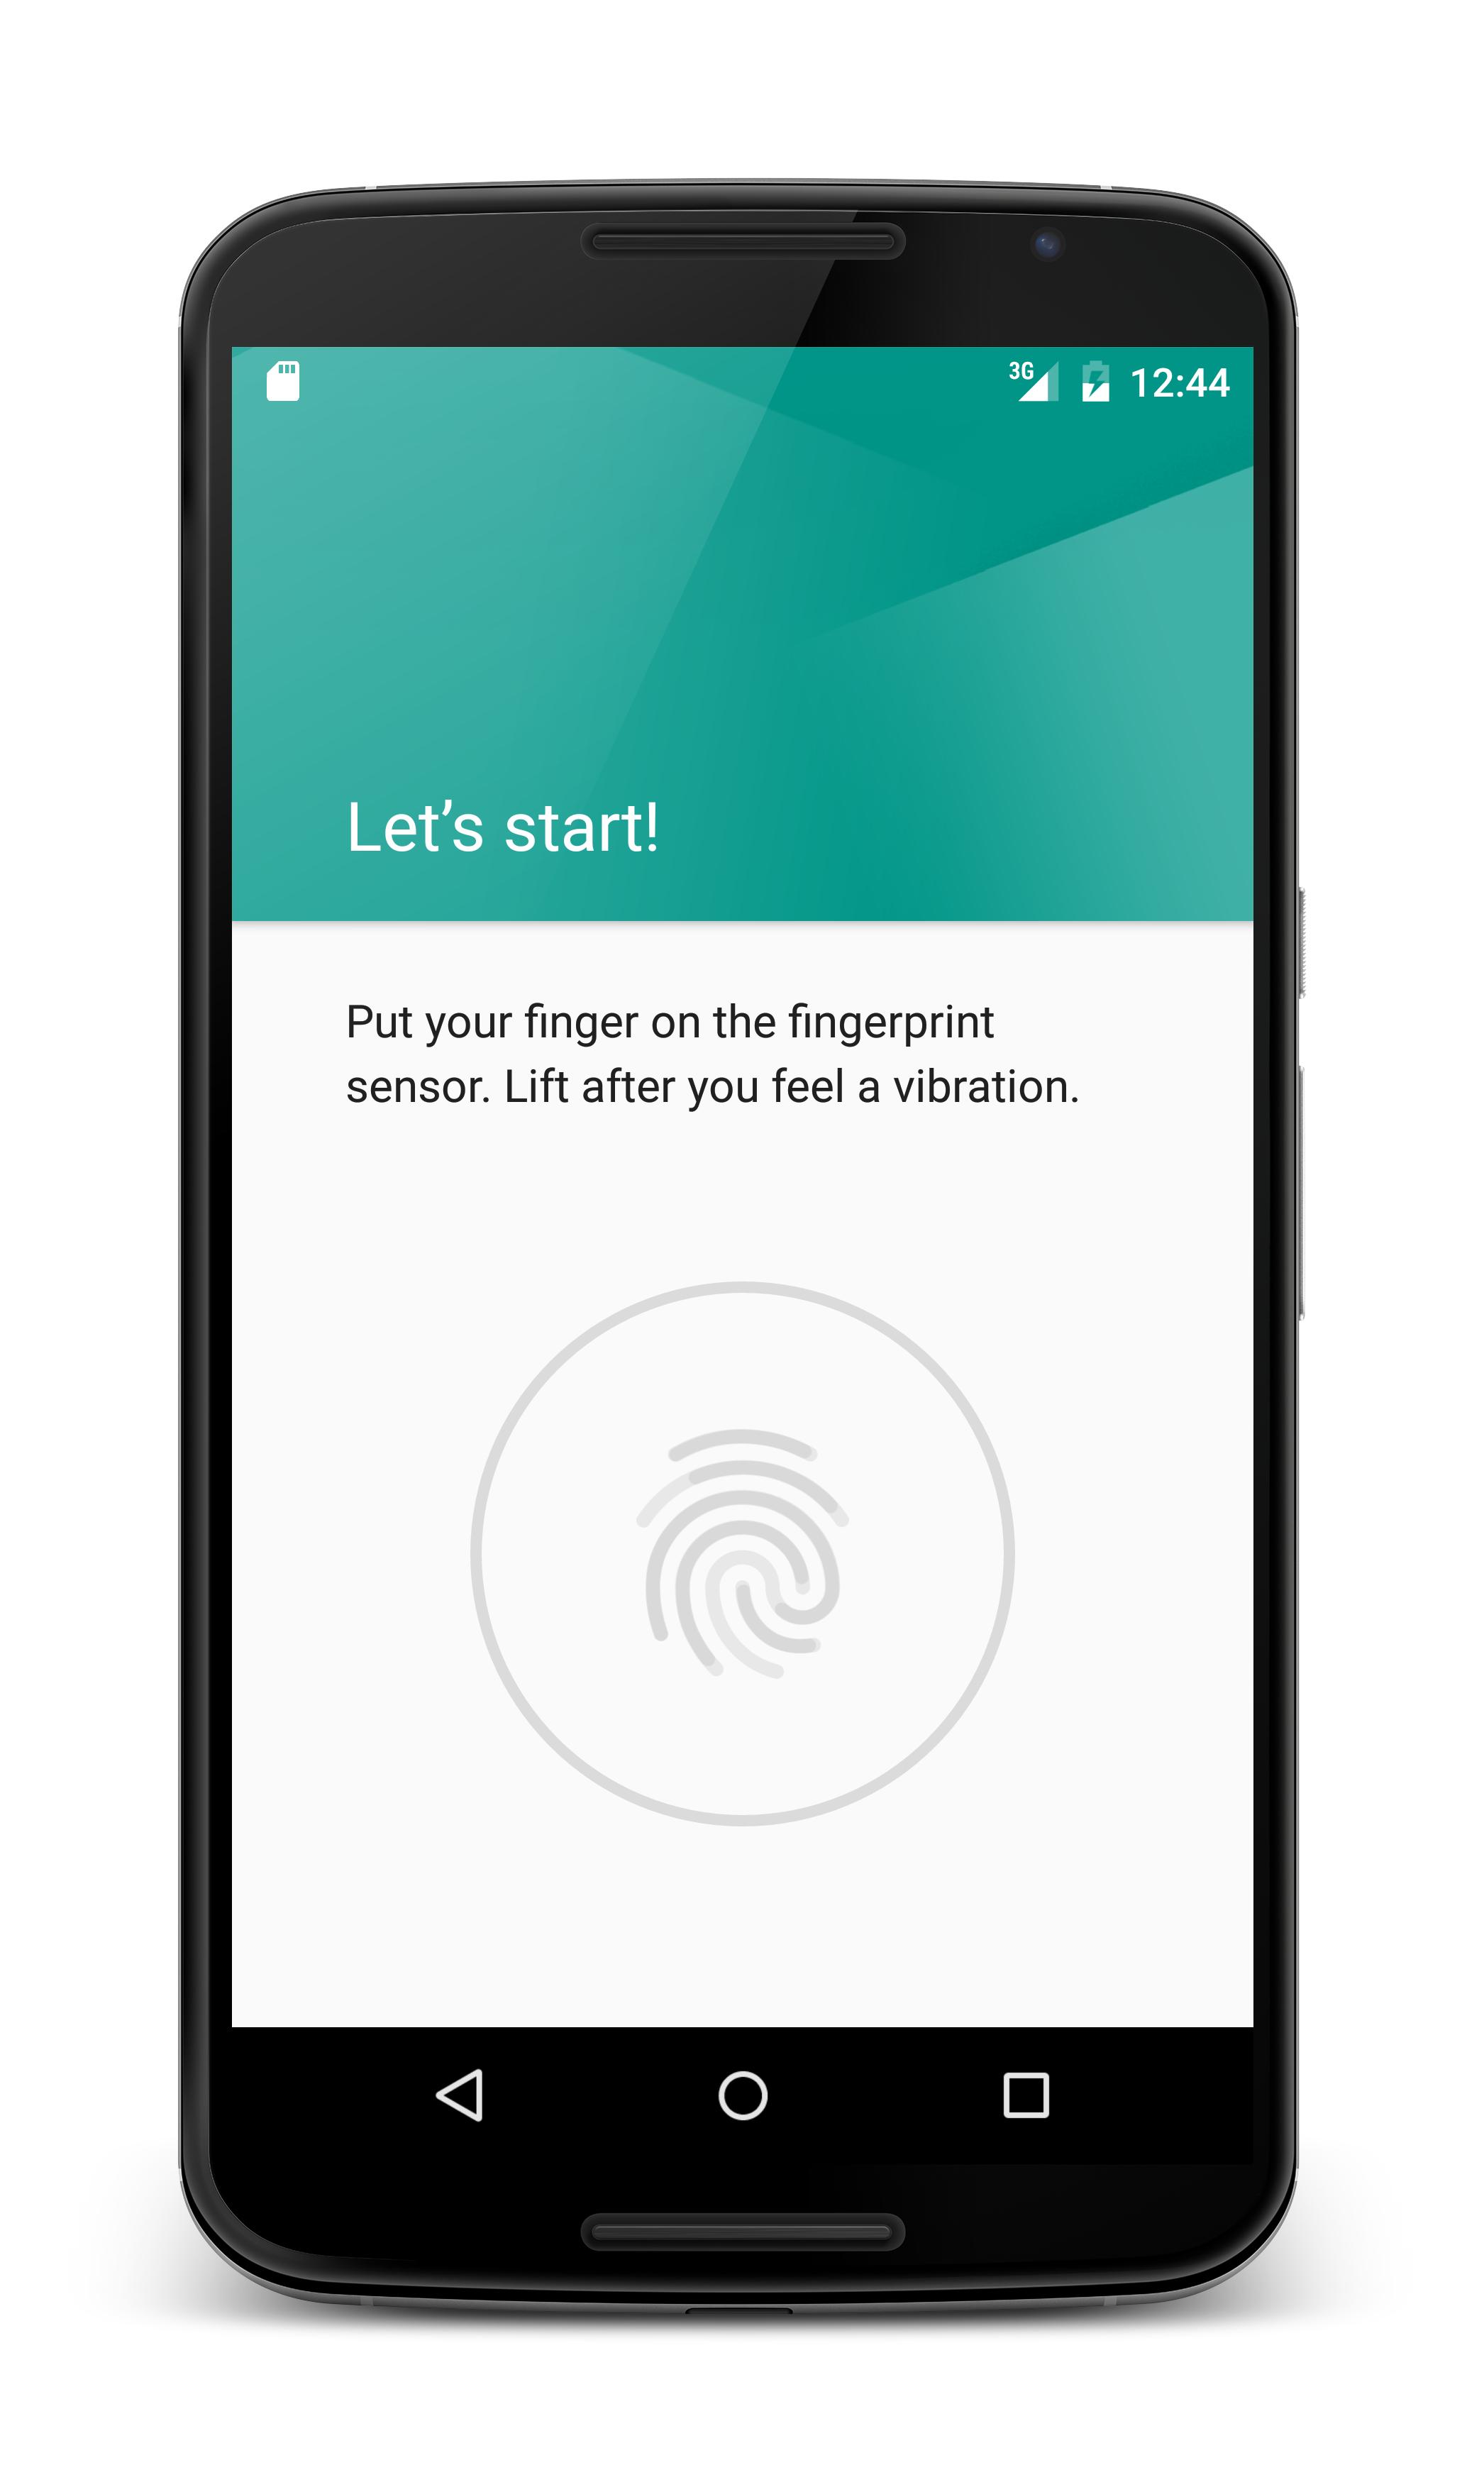 3G 12:44
Let’s start!
Put your finger on the fingerprint
sensor. Lift after you feel a vibration.